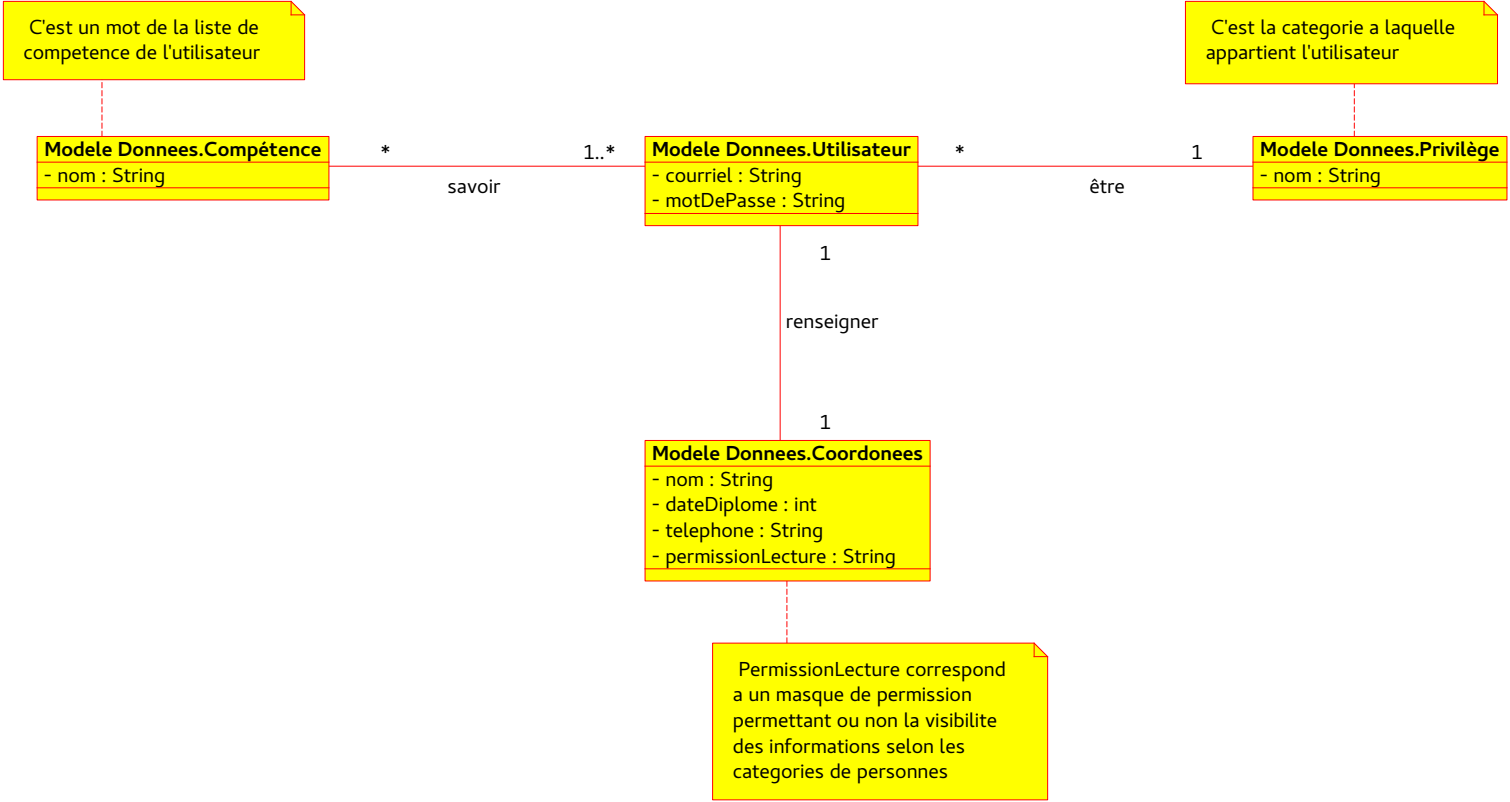 C'est un mot de la liste de
competence de l'utilisateur
C'est la categorie a laquelle
appartient l'utilisateur
Modele Donnees.Compétence
- nom : String
*
savoir
1..*
Modele Donnees.Utilisateur
- courriel : String
- motDePasse : String
*
être
1
Modele Donnees.Privilège
- nom : String
1
renseigner
1
Modele Donnees.Coordonees
- nom : String
- dateDiplome : int
- telephone : String
- permissionLecture : String
PermissionLecture correspond
a un masque de permission
permettant ou non la visibilite
des informations selon les
categories de personnes